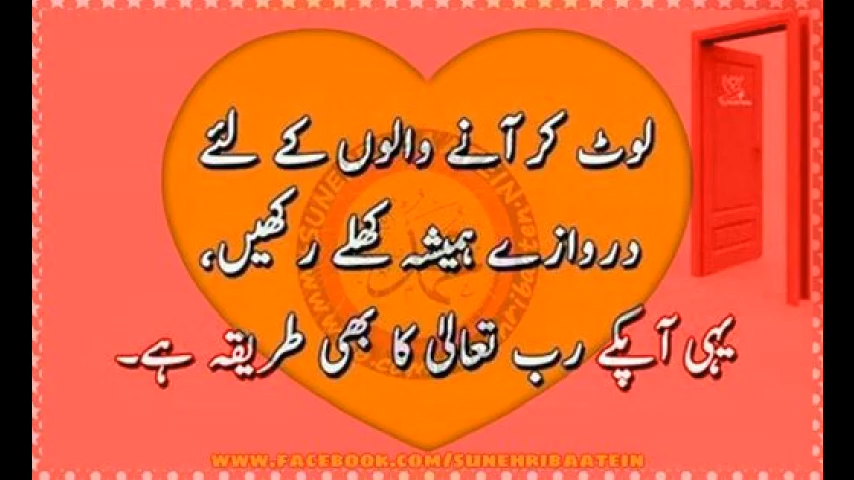 لوٹ کر آنے والوں کے لئے
دروازے ہمیشہ کھلے رکھیں،
یہی آپکے رب تعالیٰ کا بھی طریقہ ہے۔
WWW.FACEBOOK.COM/SUNEHRIBAATEIN